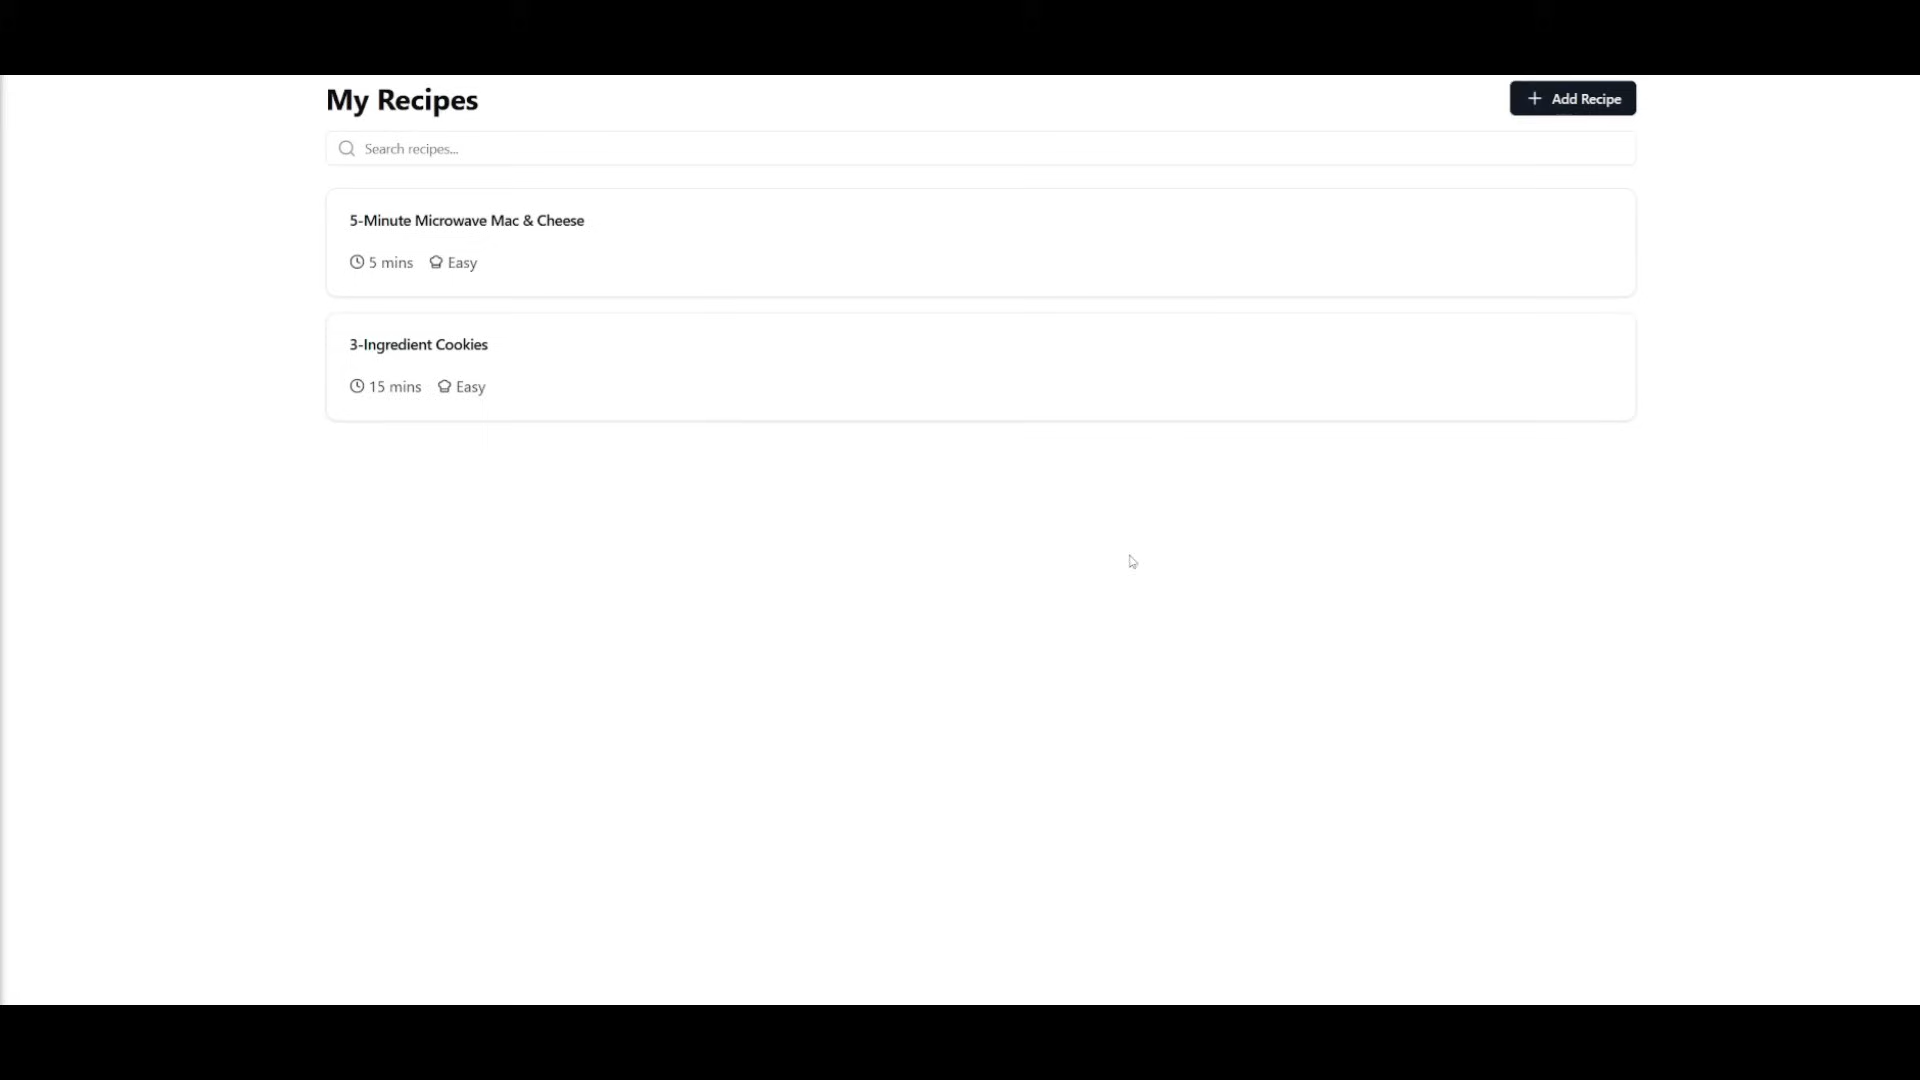 My Recipes
Add Recipe
Search recipes...
5-Minute Microwave Mac & Cheese
5 mins Easy
3-Ingredient Cookies
15 mins Easy